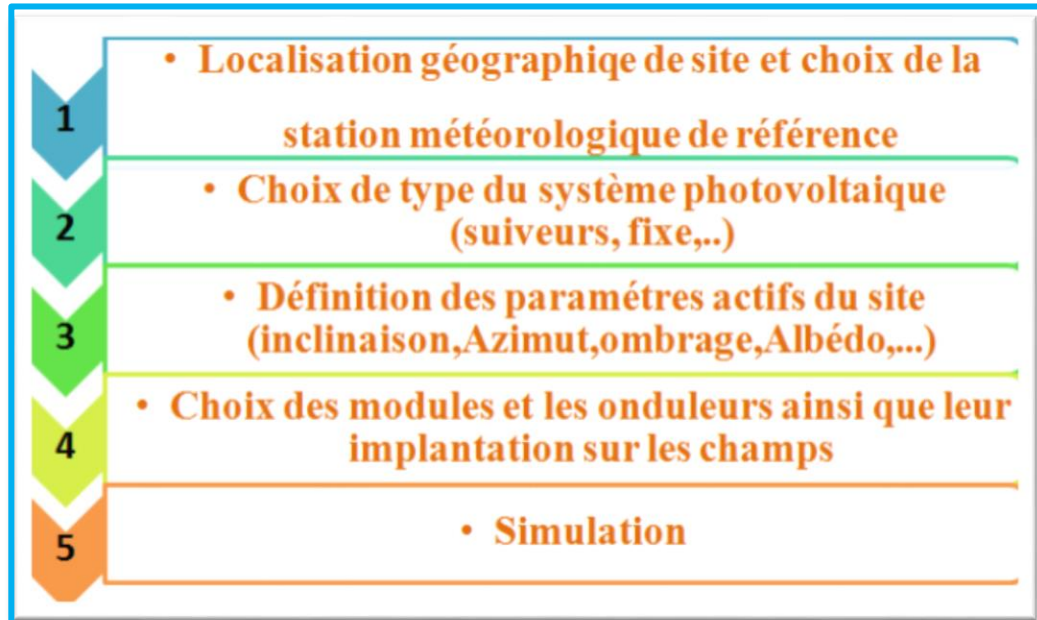 1
• Localisation géographiqe de site et choix de la
station météorologique de référence
2
• Choix de type du système photovoltaique
(suiveurs, fixe,..)
3
• Définition des paramétres actifs du site
(inclinaison,Azimut,ombrage,Albédo,...)
4
• Choix des modules et les onduleurs ainsi que leur
implantation sur les champs
5
• Simulation